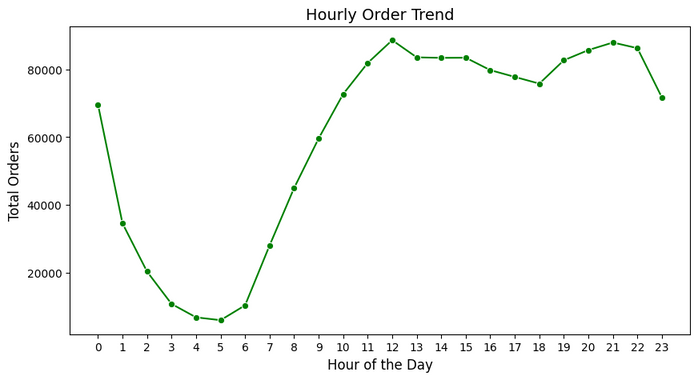 Hourly Order Trend
Total Orders
80000
60000
40000
20000
0 1 2 3 4 5 6 7 8 9 10 11 12 13 14 15 16 17 18 19 20 21 22 23
Hour of the Day